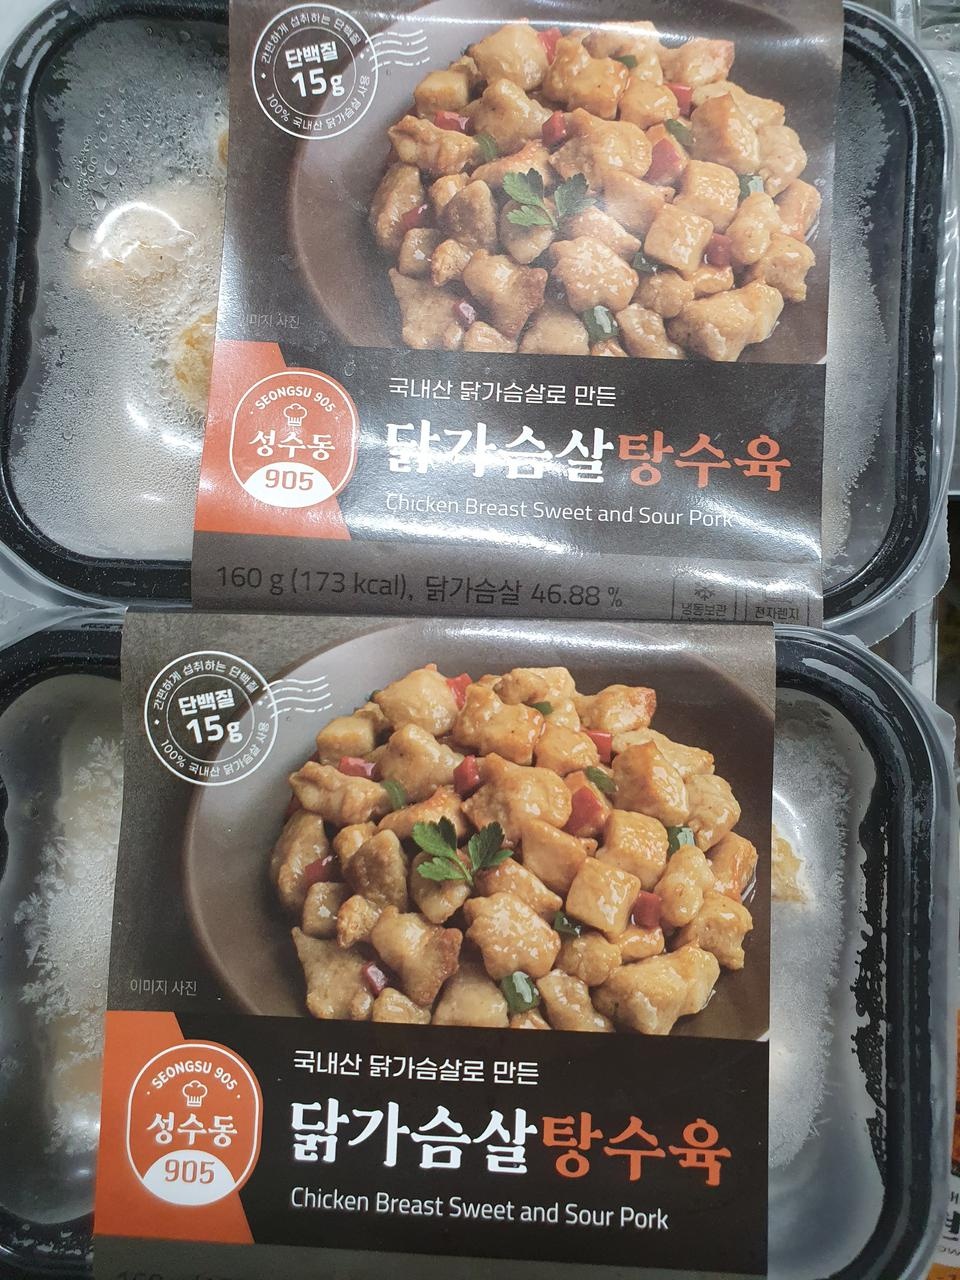 간편하게 섭취하는 단백질
단백질
15g
100% 국내산 닭가슴살 사용
이미지 사진
SEONGSU 905
성수동
905
국내산 닭가슴살로 만든
닭가슴살탕수육
Chicken Breast Sweet and Sour Pork
160 g (173 kcal), 닭가슴살 46.88 %
냉동보관
전자렌지
간편하게 섭취하는 단백질
단백질
15g
100% 국내산 닭가슴살 사용
이미지 사진
SEONGSU 905
성수동
905
국내산 닭가슴살로 만든
닭가슴살탕수육
Chicken Breast Sweet and Sour Pork